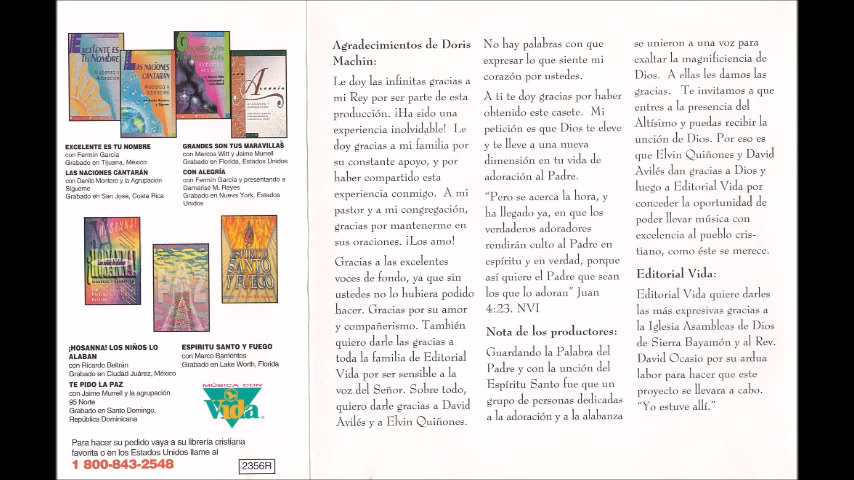 EXCELENTE ES
TU NOMBRE
LAS NACIONES
CANTARÁN
EXCELENTE ES TU NOMBRE
con Fermín García
Grabado en Tijuana, México
LAS NACIONES CANTARÁN
con Danilo Montero y la Agrupación
Sígueme
Grabado en San José, Costa Rica
GRANDES SON TUS MARAVILLAS
con Marcos Witt y Jaime Murrell
Grabado en Florida, Estados Unidos
CON ALEGRÍA
con Fermín García y presentando a
Damarise M. Reyes
Grabado en Nueva York, Estados
Unidos
HOSANNA!
ESPIRITU
SANTO
Y FUEGO
¡HOSANNA! LOS NIÑOS LO
ALABAN
con Ricardo Beltrán
Grabado en Ciudad Juárez, México
TE PIDO LA PAZ
con Jaime Murrell y la agrupación
95 Norte
Grabado en Santo Domingo,
República Dominicana
ESPIRITU SANTO Y FUEGO
con Marco Barrientos
Grabado en Lake Worth, Florida
MÚSICA CON
Vida
Para hacer su pedido vaya a su librería cristiana
favorita o en los Estados Unidos llame al
1 800-843-2548
2356R
Agradecimientos de Doris
Machin:
Le doy las infinitas gracias a
mi Rey por ser parte de esta
producción. ¡Ha sido una
experiencia inolvidable! Le
doy gracias a mi familia por
su constante apoyo, y por
haber compartido esta
experiencia conmigo. A mi
pastor y a mi congregación,
gracias por mantenerme en
sus oraciones. ¡Los amo!
Gracias a las excelentes
voces de fondo, ya que sin
ustedes no lo hubiera podido
hacer. Gracias por su amor
y compañerismo. También
quiero darle las gracias a
toda la familia de Editorial
Vida por ser sensible a la
voz del Señor. Sobre todo,
quiero darle gracias a David
Avilés y a Elvin Quiñones.
No hay palabras con que
expresar lo que siente mi
corazón por ustedes.
A ti te doy gracias por haber
obtenido este casete. Mi
petición es que Dios te eleve
y te lleve a una nueva
dimensión en tu vida de
adoración al Padre.
"Pero se acerca la hora, y
ha llegado ya, en que los
verdaderos adoradores
rendirán culto al Padre en
espíritu y en verdad, porque
así quiere el Padre que sean
los que lo adoran" Juan
4:23. NVI
Nota de los productores:
Guardando la Palabra del
Padre y con la unción del
Espíritu Santo fue que un
grupo de personas dedicadas
a la adoración y a la alabanza
se unieron a una voz para
exaltar la magnificiencia de
Dios. A ellas les damos las
gracias. Te invitamos a que
entres a la presencia del
Altísimo y puedas recibir la
unción de Dios. Por eso es
que Elvin Quiñones y David
Avilés dan gracias a Dios y
luego a Editorial Vida por
conceder la oportunidad de
poder llevar música con
excelencia al pueblo cris-
tiano, como éste se merece.
Editorial Vida:
Editorial Vida quiere darles
las más expresivas gracias a
la Iglesia Asambleas de Dios
de Sierra Bayamón y al Rev.
David Ocasio por su ardua
labor para hacer que este
proyecto se llevara a cabo.
"Yo estuve allí."